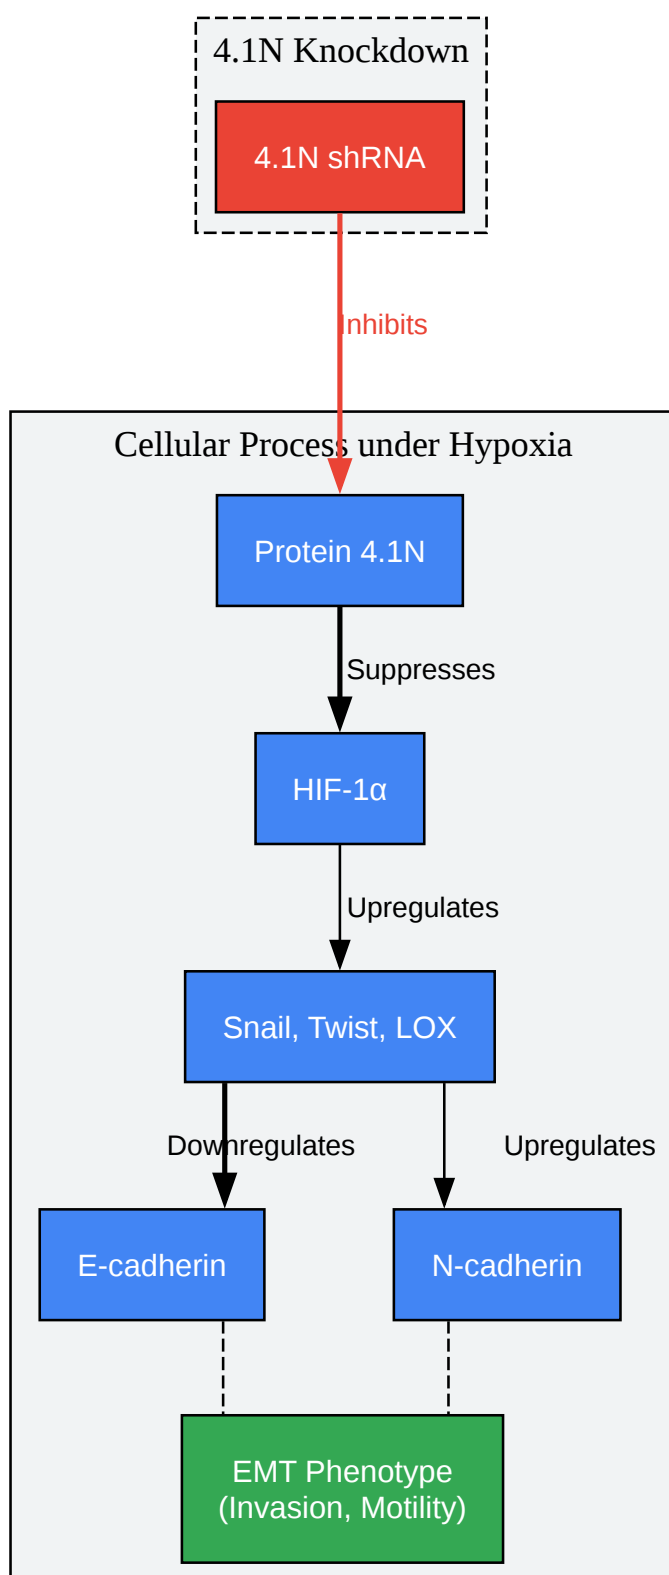 4.1N Knockdown
4.1N shRNA
Inhibits
Cellular Process under Hypoxia
Protein 4.1N
Suppresses
HIF-1α
Upregulates
Snail, Twist, LOX
Downregulates
Upregulates
E-cadherin
N-cadherin
EMT Phenotype
(Invasion, Motility)